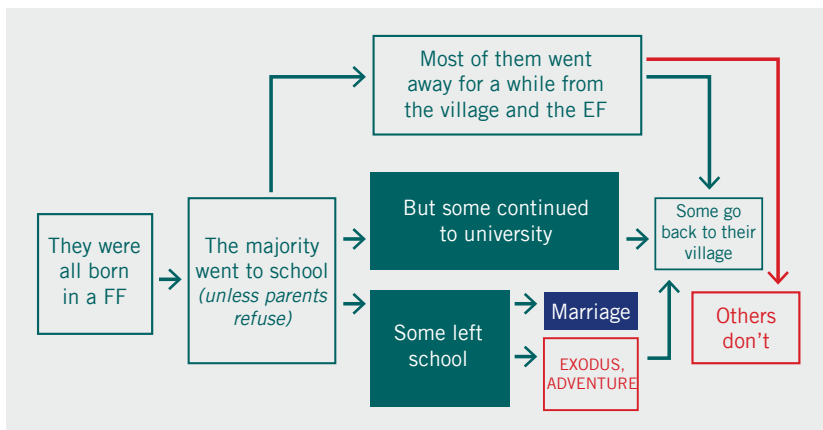 Most of them went
away for a while from
the village and the EF
They were
all born
in a FF
The majority
went to school
(unless parents
refuse)
But some continued
to university
Some go
back to their
village
Some left
school
Marriage
EXODUS,
ADVENTURE
Others
don't